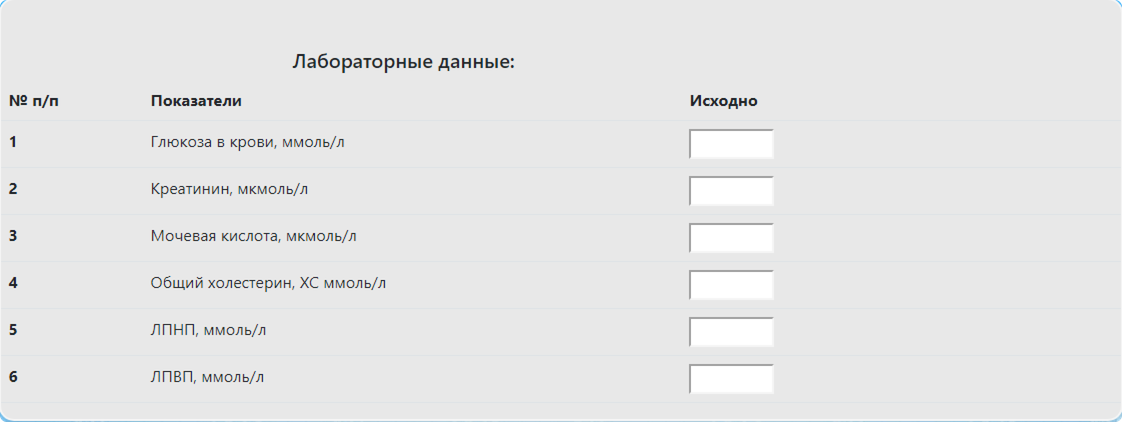 Лабораторные данные:
№ п/п Показатели Исходно
1 Глюкоза в крови, ммоль/л
2 Креатинин, мкмоль/л
3 Мочевая кислота, мкмоль/л
4 Общий холестерин, ХС ммоль/л
5 ЛПНП, ммоль/л
6 ЛПВП, ммоль/л